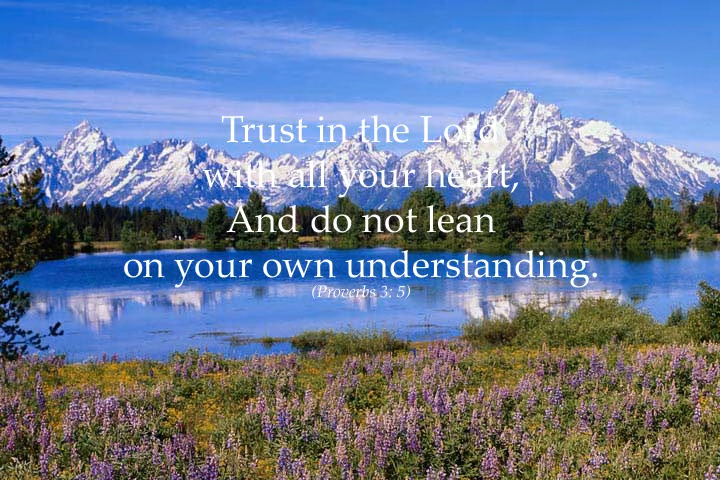 Trust in the Lord
with all your heart,
And do not lean
on your own understanding.
(Proverbs 3: 5)